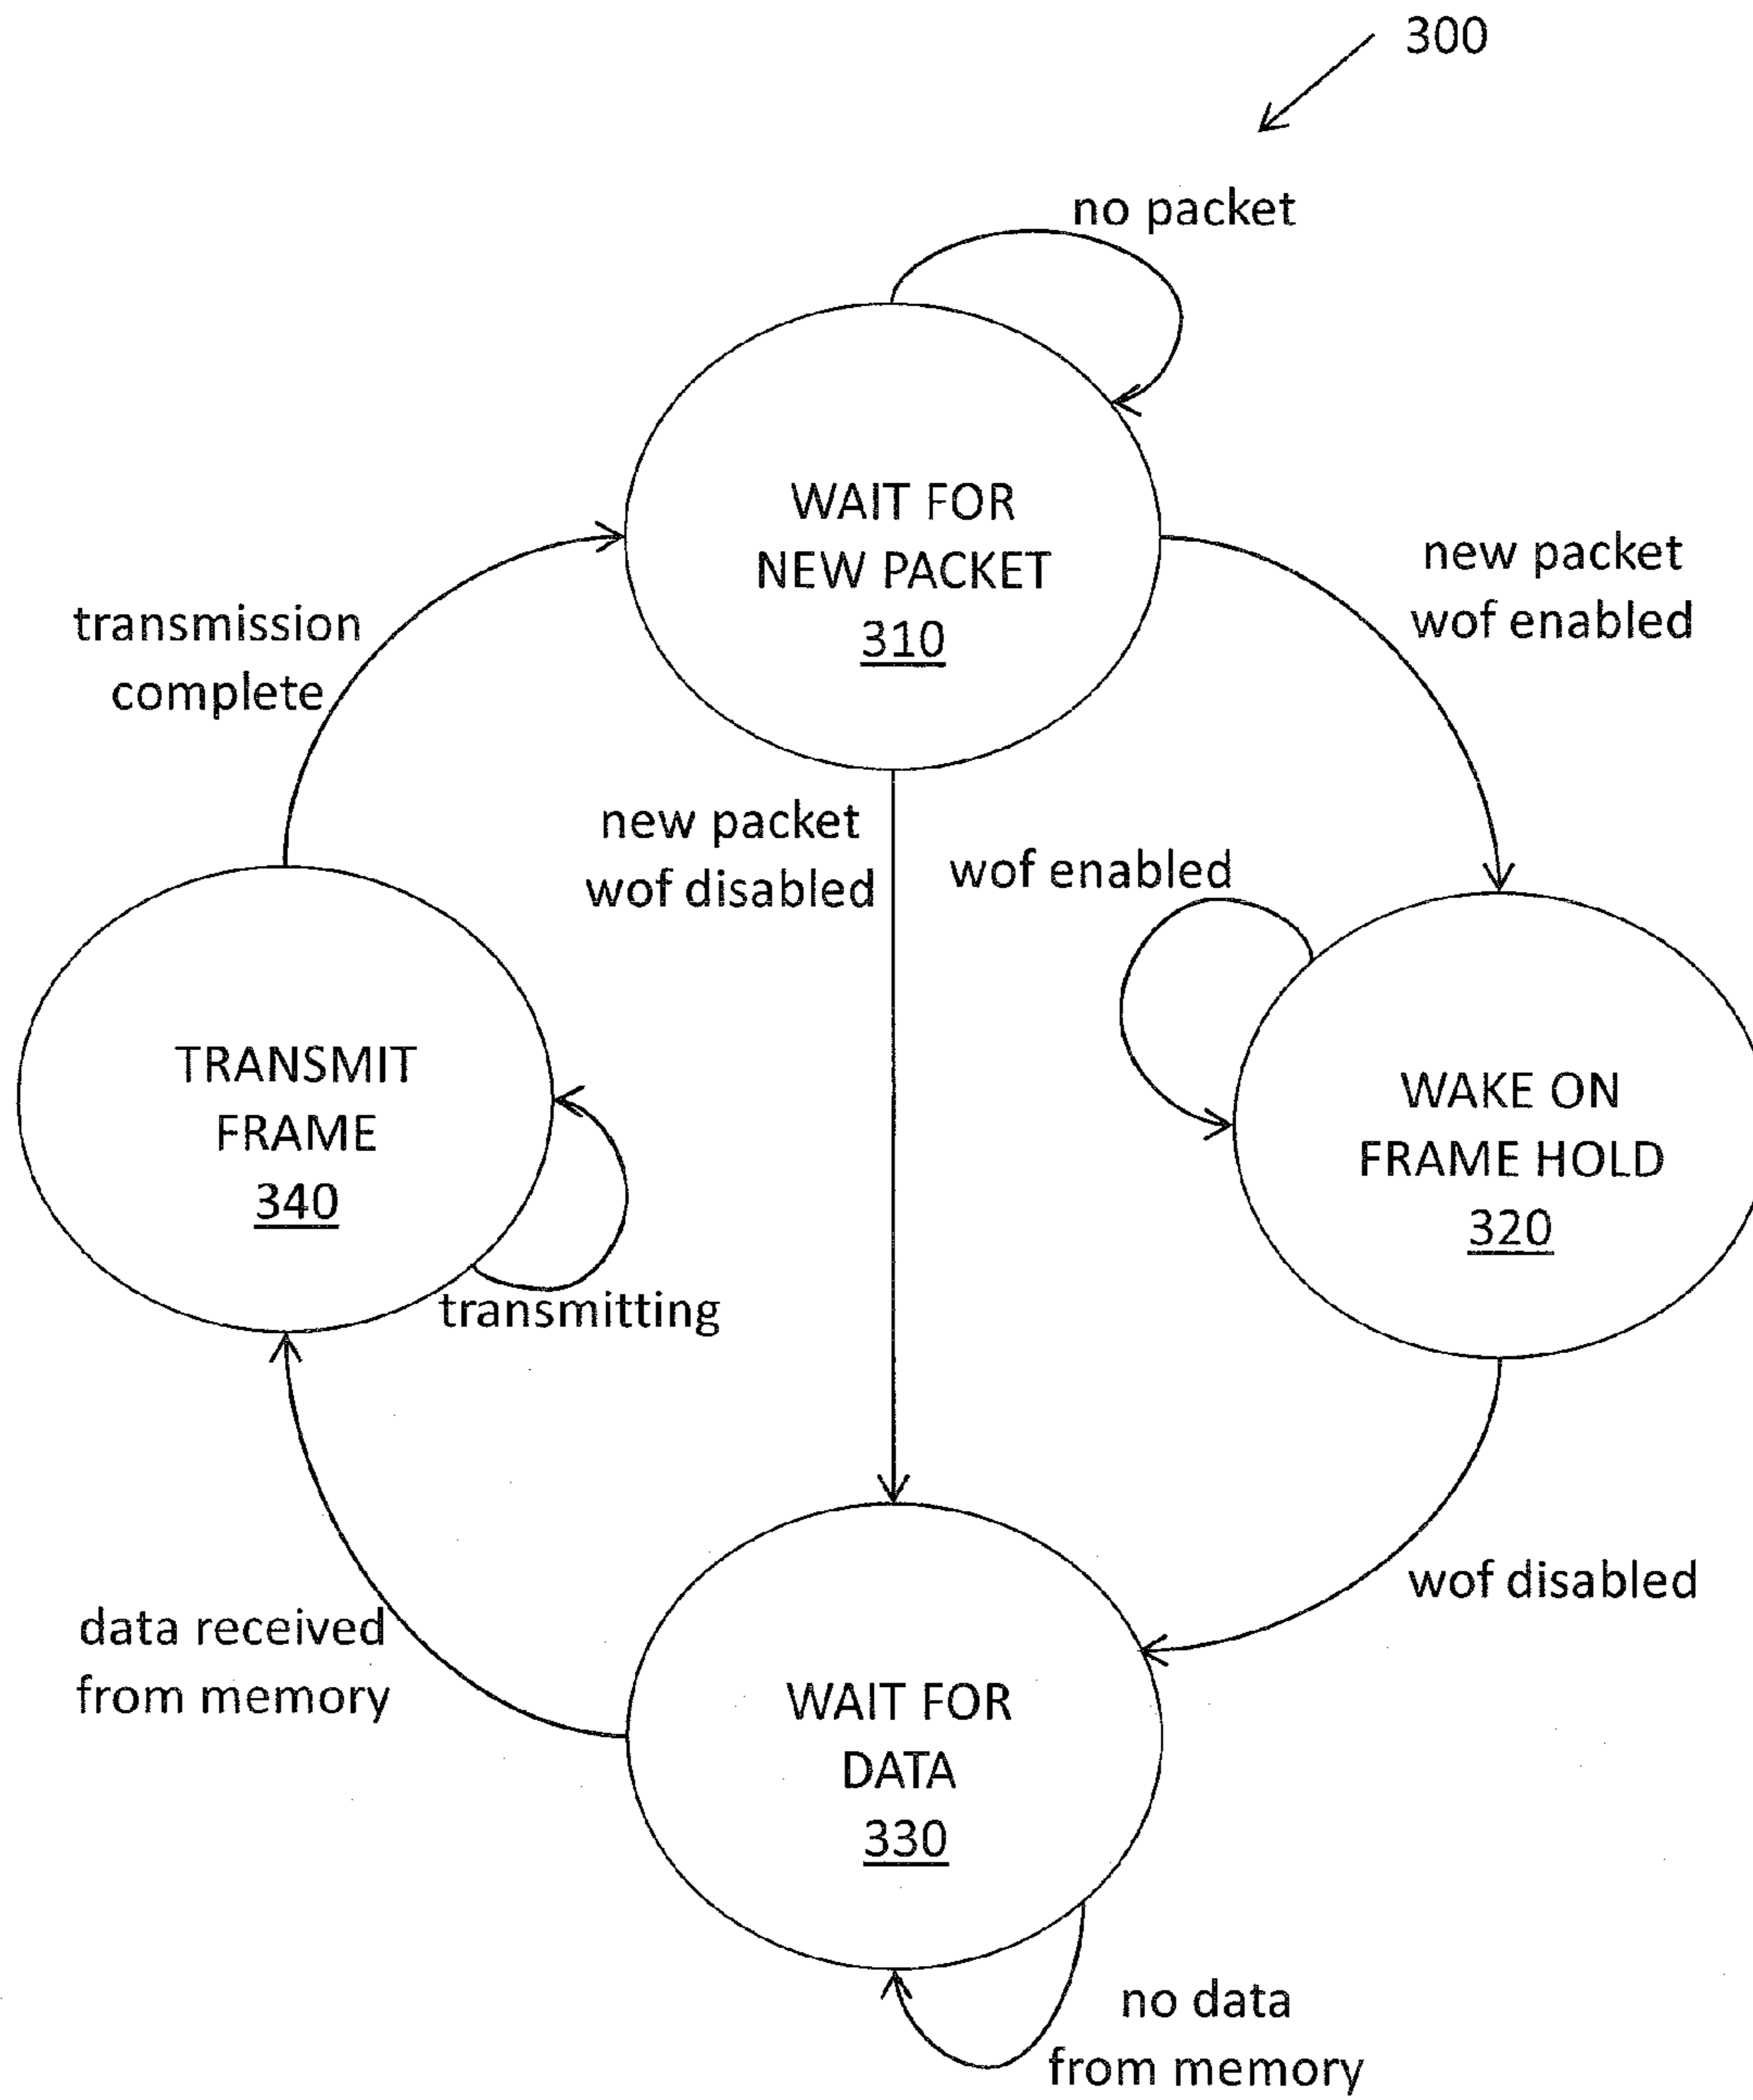 300
no packet
WAIT FOR
NEW PACKET
310
new packet
wof enabled
transmission
complete
new packet
wof disabled
wof enabled
TRANSMIT
FRAME
340
transmitting
WAKE ON
FRAME HOLD
320
wof disabled
data received
from memory
WAIT FOR
DATA
330
no data
from memory